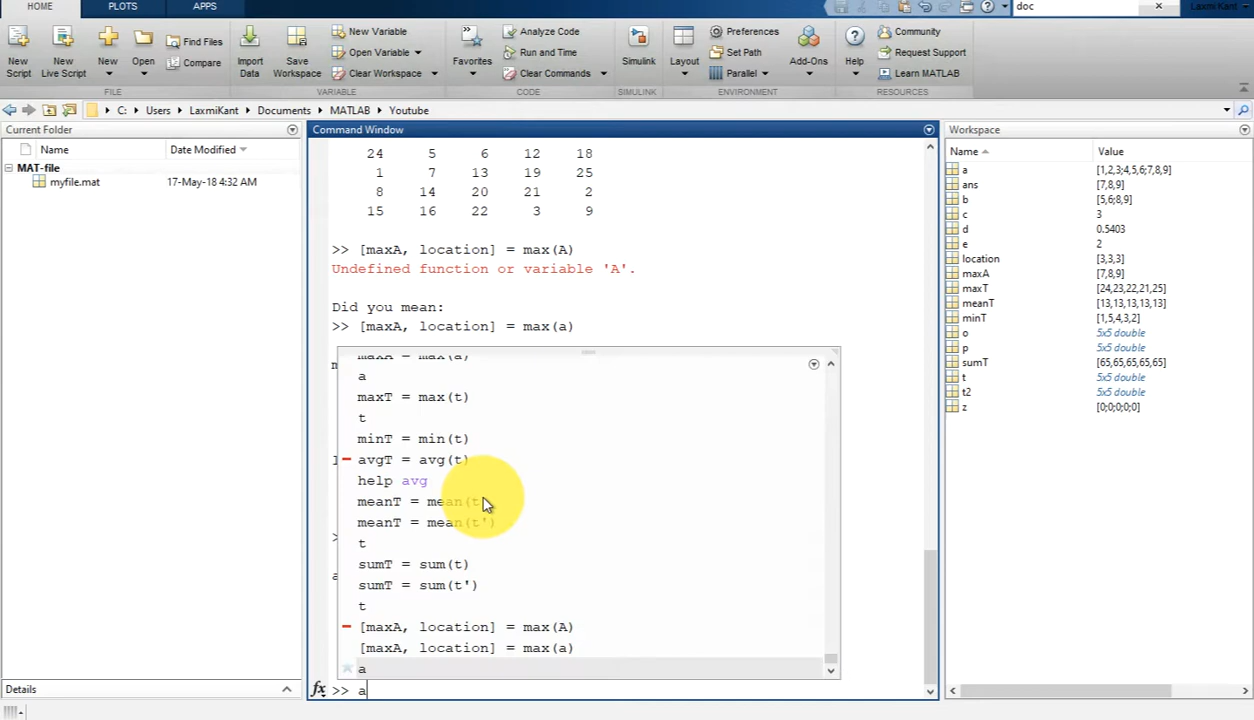 HOME PLOTS APPS doc Laxmi Kant
New Script
New Live Script
New
Open
Find Files
Compare
Import Data
Save Workspace
New Variable
Open Variable
Clear Workspace
Favorites
Analyze Code
Run and Time
Clear Commands
Simulink
Layout
Preferences
Set Path
Parallel
Add-Ons
Help
Community
Request Support
Learn MATLAB
FILE VARIABLE CODE SIMULINK ENVIRONMENT RESOURCES
C: Users LaxmiKant Documents MATLAB Youtube
Current Folder
Name Date Modified
MAT-file
myfile.mat 17-May-18 4:32 AM
Details
Command Window
24 5 6 12 18
1 7 13 19 25
8 14 20 21 2
15 16 22 3 9
>> [maxA, location] = max(A)
Undefined function or variable 'A'.
Did you mean:
>> [maxA, location] = max(a)
maxA = max(a)
a
maxT = max(t)
t
minT = min(t)
avgT = avg(t)
help avg
meanT = mean(t)
meanT = mean(t')
t
sumT = sum(t)
sumT = sum(t')
t
[maxA, location] = max(A)
[maxA, location] = max(a)
a
fx >> a
Workspace
Name Value
a [1,2,3;4,5,6;7,8,9]
ans [7,8,9]
b [5,6;8,9]
c 3
d 0.5403
e 2
location [3,3,3]
maxA [7,8,9]
maxT [24,23,22,21,25]
meanT [13,13,13,13,13]
minT [1,5,4,3,2]
o 5x5 double
p 5x5 double
sumT [65,65,65,65,65]
t 5x5 double
t2 5x5 double
z [0;0;0;0;0]